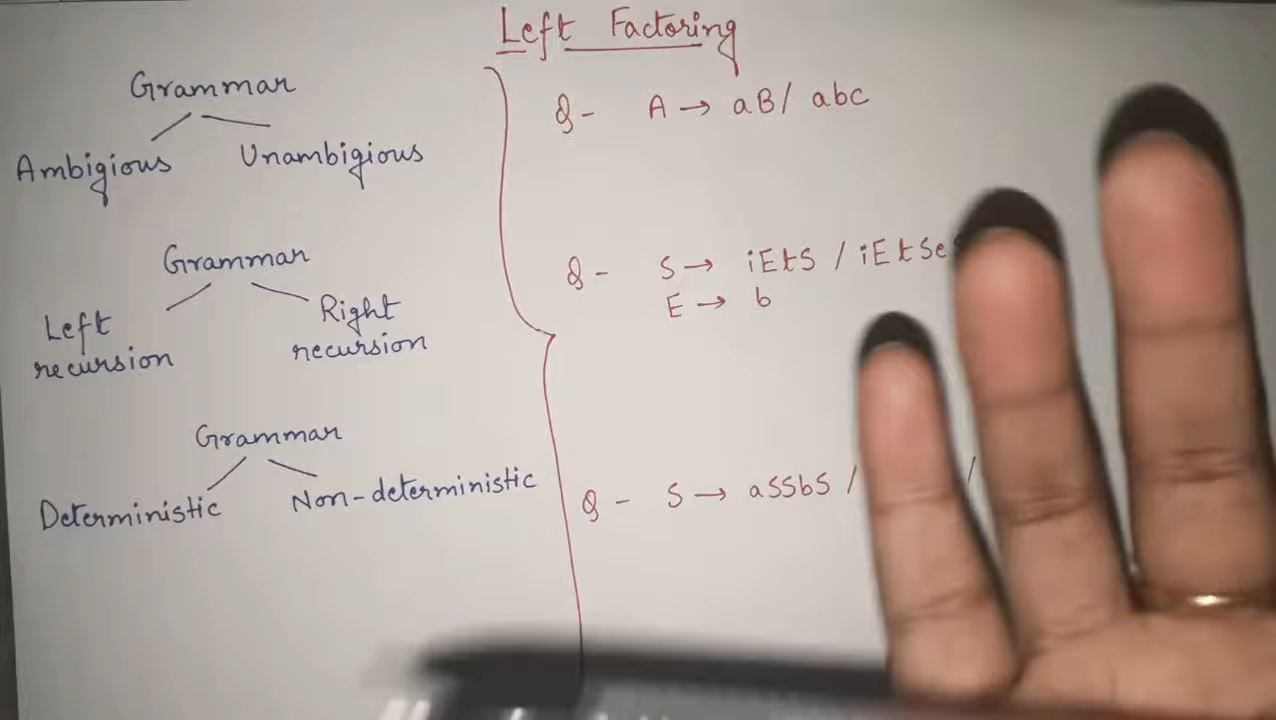 Left Factoring
Grammar
Ambigious Unambigious
Grammar
Left recursion
Right recursion
Grammar
Deterministic Non-deterministic
Q- A → aB/ abc
Q- S → iEtS / iEtSe
E → b
Q- S → aSSbS / /